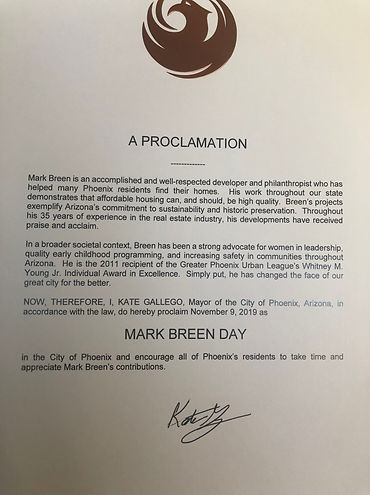 A PROCLAMATION
-------------
Mark Breen is an accomplished and well-respected developer and philanthropist who has
helped many Phoenix residents find their homes. His work throughout our state
demonstrates that affordable housing can, and should, be high quality. Breen's projects
exemplify Arizona's commitment to sustainability and historic preservation. Throughout
his 35 years of experience in the real estate industry, his developments have received
praise and acclaim.
In a broader societal context, Breen has been a strong advocate for women in leadership,
quality early childhood programming, and increasing safety in communities throughout
Arizona. He is the 2011 recipient of the Greater Phoenix Urban League's Whitney M.
Young Jr. Individual Award in Excellence. Simply put, he has changed the face of our
great city for the better.
NOW, THEREFORE, I, KATE GALLEGO, Mayor of the City of Phoenix, Arizona, in
accordance with the law, do hereby proclaim November 9, 2019 as
MARK BREEN DAY
in the City of Phoenix and encourage all of Phoenix's residents to take time and
appreciate Mark Breen's contributions.